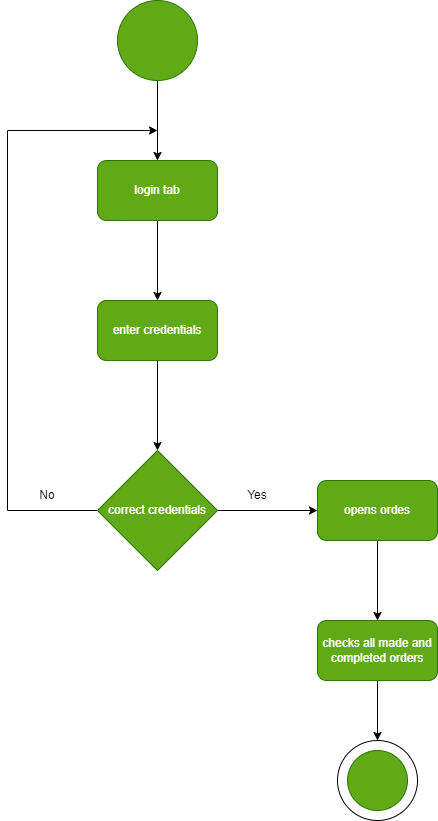 login tab
enter credentials
No
correct credentials
Yes
opens ordes
checks all made and
completed orders